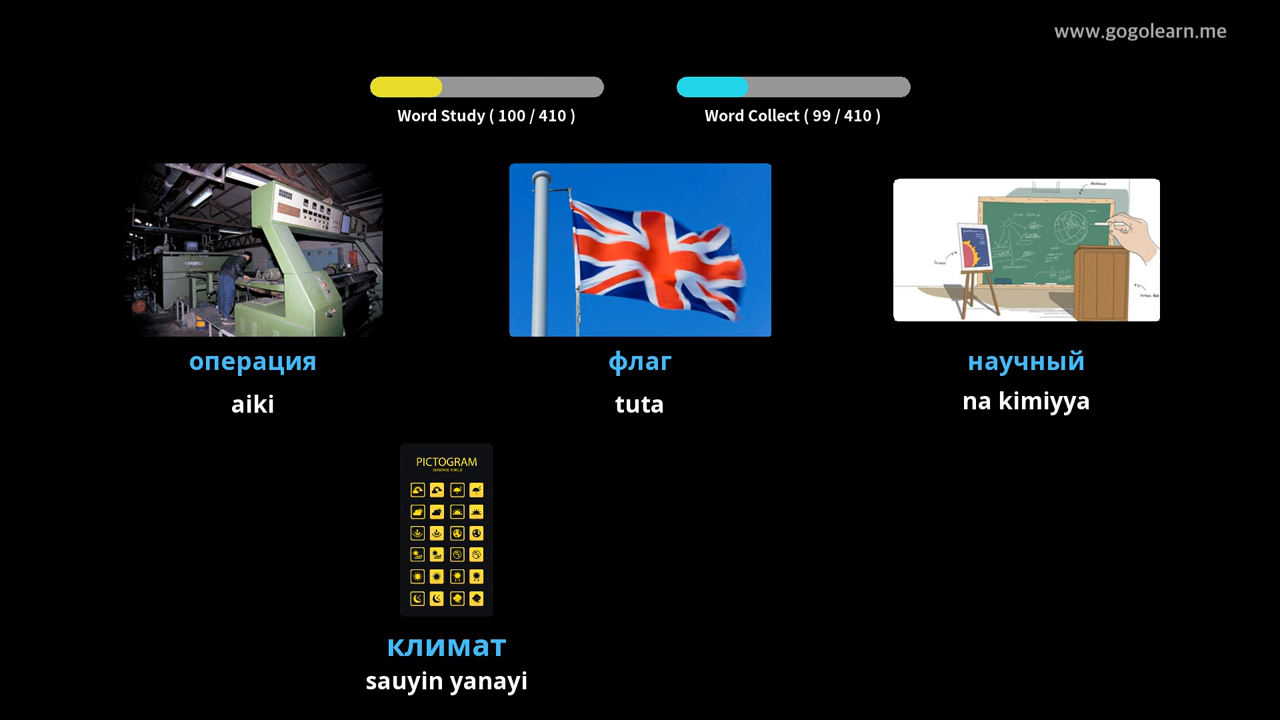 www.gogolearn.me
Word Study ( 100 / 410 )
Word Collect ( 99 / 410 )
операция
флаг
научный
aiki
tuta
na kimiyya
PICTOGRAM
климат
sauyin yanayi